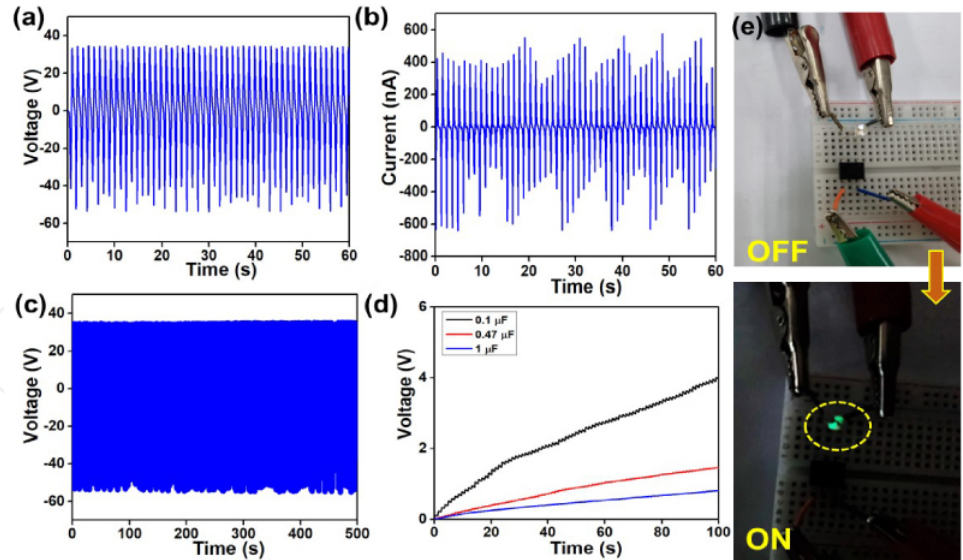 (a)
40
20
0
-20
-40
-60
Voltage (V)
0 10 20 30 40 50 60
Time (s)
(b)
600
400
200
0
-200
-400
-600
-800
Current (nA)
0 10 20 30 40 50 60
Time (s)
(c)
40
20
0
-20
-40
-60
Voltage (V)
0 100 200 300 400 500
Time (s)
(d)
6
4
2
0
Voltage (V)
0.1 μF
0.47 μF
1 μF
0 20 40 60 80 100
Time (s)
(e)
OFF
ON